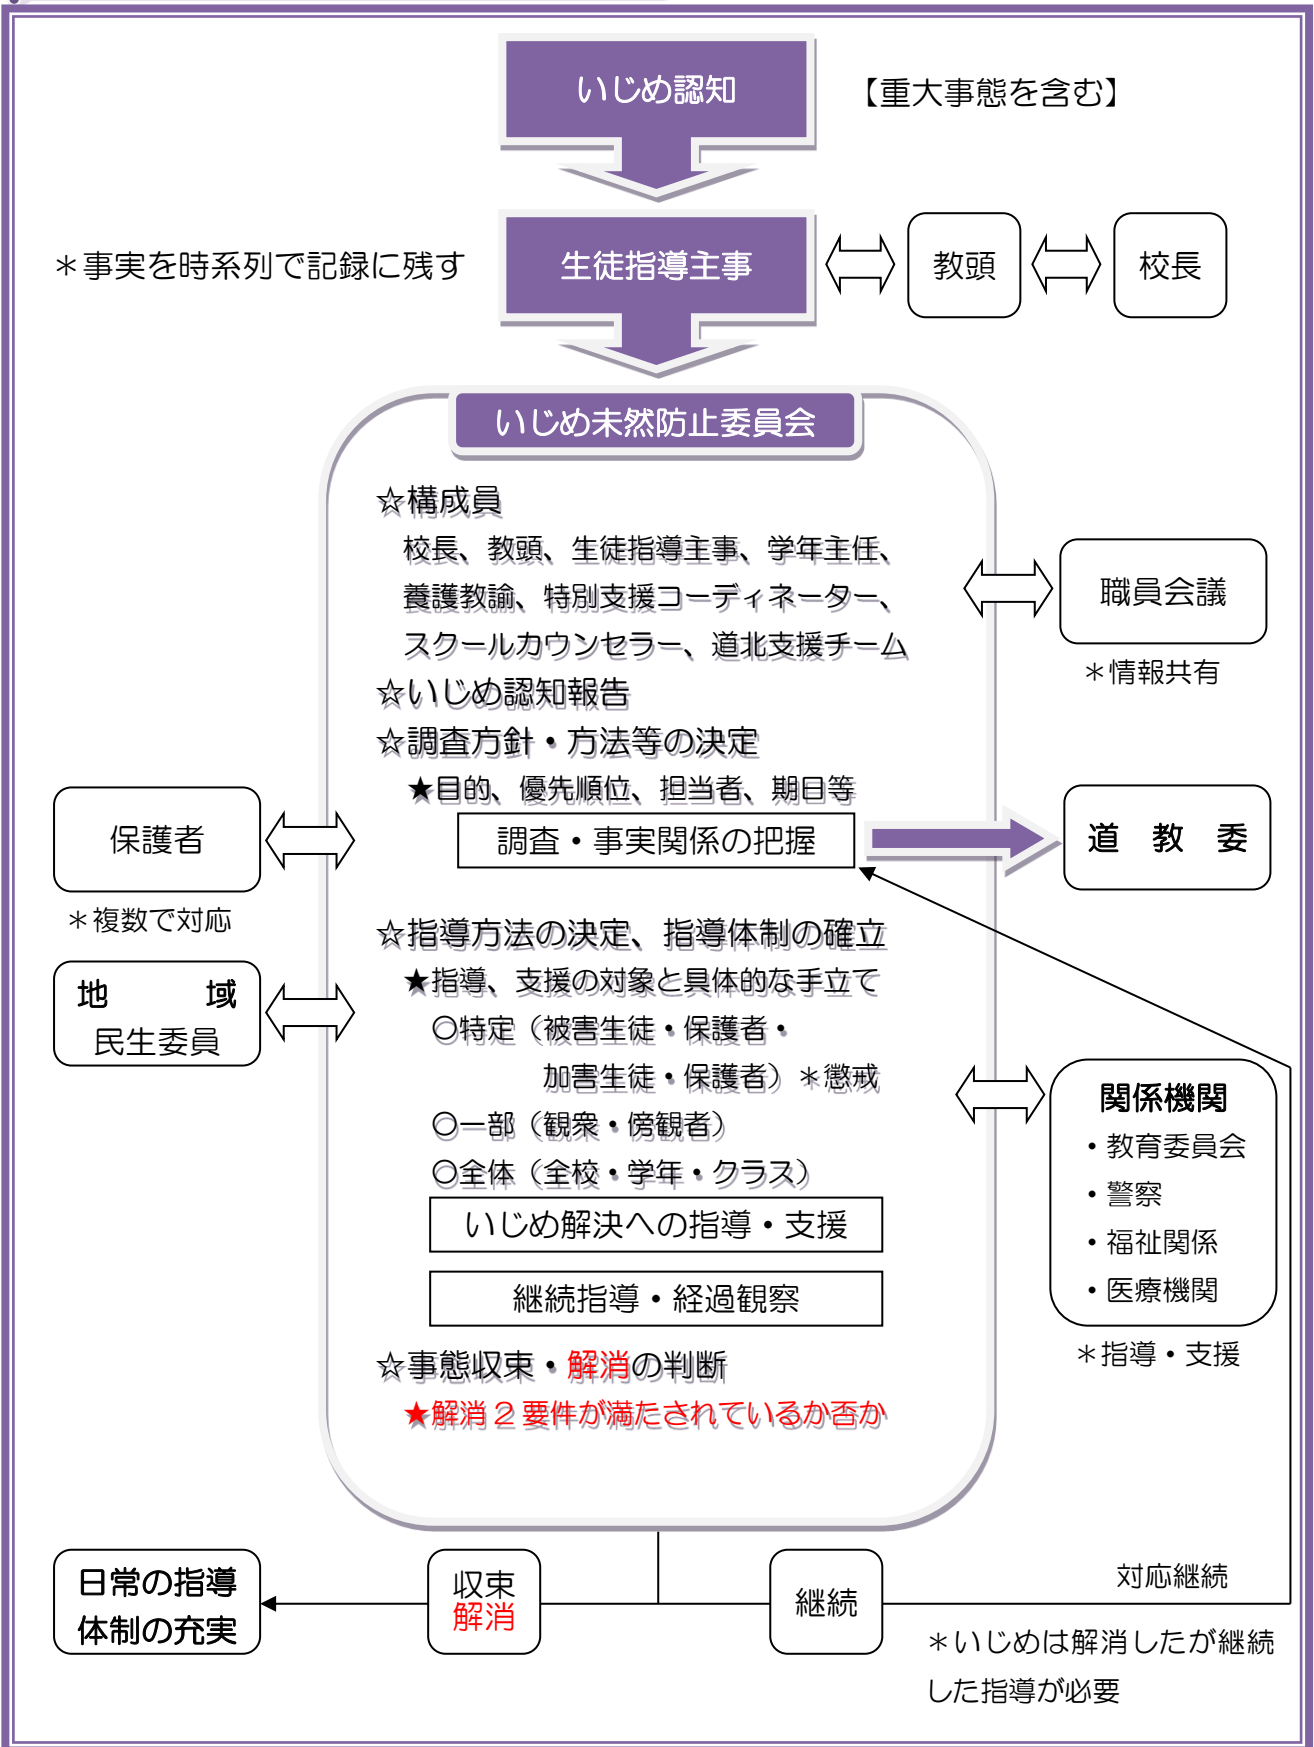 いじめ認知
【重大事態を含む】
＊事実を時系列で記録に残す
生徒指導主事
教頭
校長
いじめ未然防止委員会
☆構成員
校長、教頭、生徒指導主事、学年主任、
養護教諭、特別支援コーディネーター、
スクールカウンセラー、道北支援チーム
職員会議
＊情報共有
☆いじめ認知報告
☆調査方針・方法等の決定
★目的、優先順位、担当者、期日等
保護者
＊複数で対応
調査・事実関係の把握
道　教　委
☆指導方法の決定、指導体制の確立
★指導、支援の対象と具体的な手立て
地　　　域
民生委員
○特定（被害生徒・保護者・
加害生徒・保護者）＊懲戒
○一部（観衆・傍観者）
○全体（全校・学年・クラス）
関係機関
・教育委員会
・警察
・福祉関係
・医療機関
＊指導・支援
いじめ解決への指導・支援
継続指導・経過観察
☆事態収束・解消の判断
★解消２要件が満たされているか否か
日常の指導
体制の充実
収束
解消
継続
対応継続
＊いじめは解消したが継続
した指導が必要